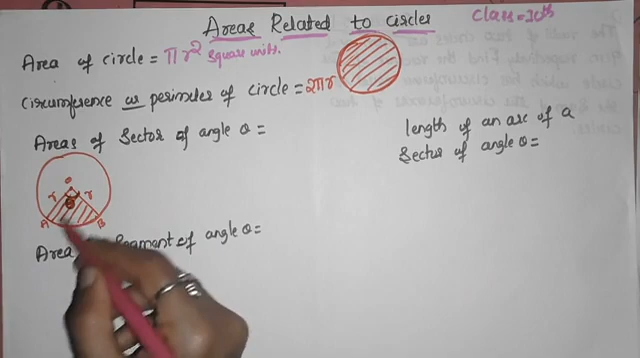 Areas Related to circles
Class=10th
Area of circle = πr² square units.
Circumference or perimeter of circle = 2πr
Areas of Sector of angle θ =
length of an arc of a
Sector of angle θ=
O
r r
θ
A B
Area Segment of angle θ=